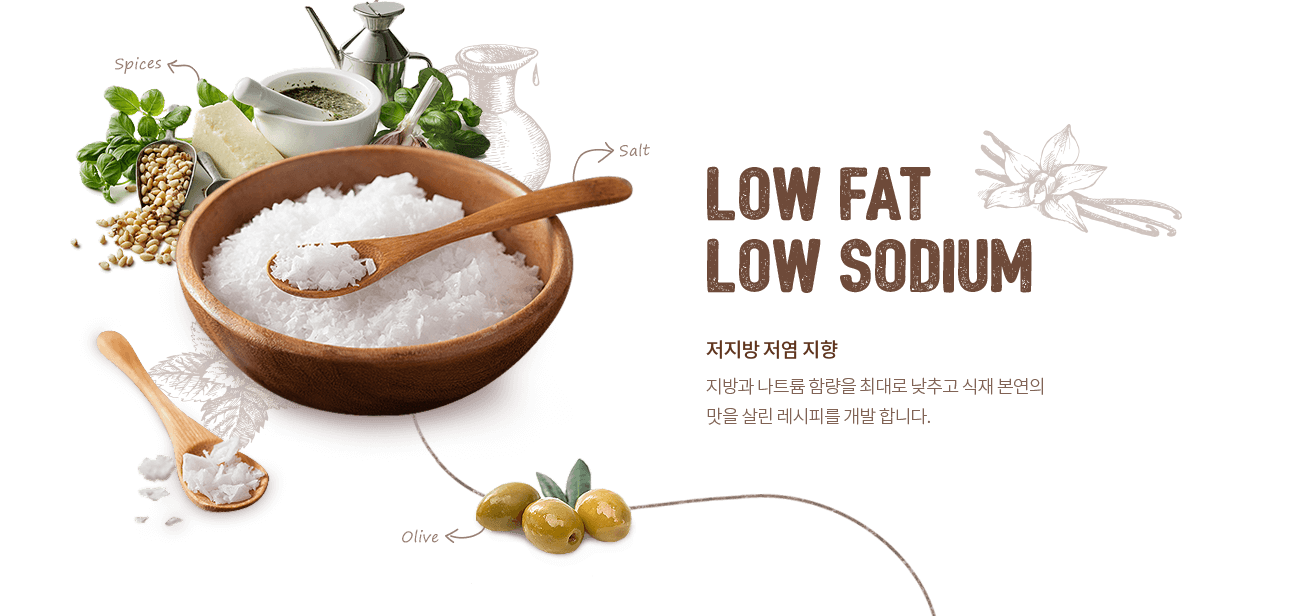 Spices
Salt
LOW FAT
LOW SODIUM
저지방 저염 지향
지방과 나트륨 함량을 최대로 낮추고 식재 본연의
맛을 살린 레시피를 개발 합니다.
Olive